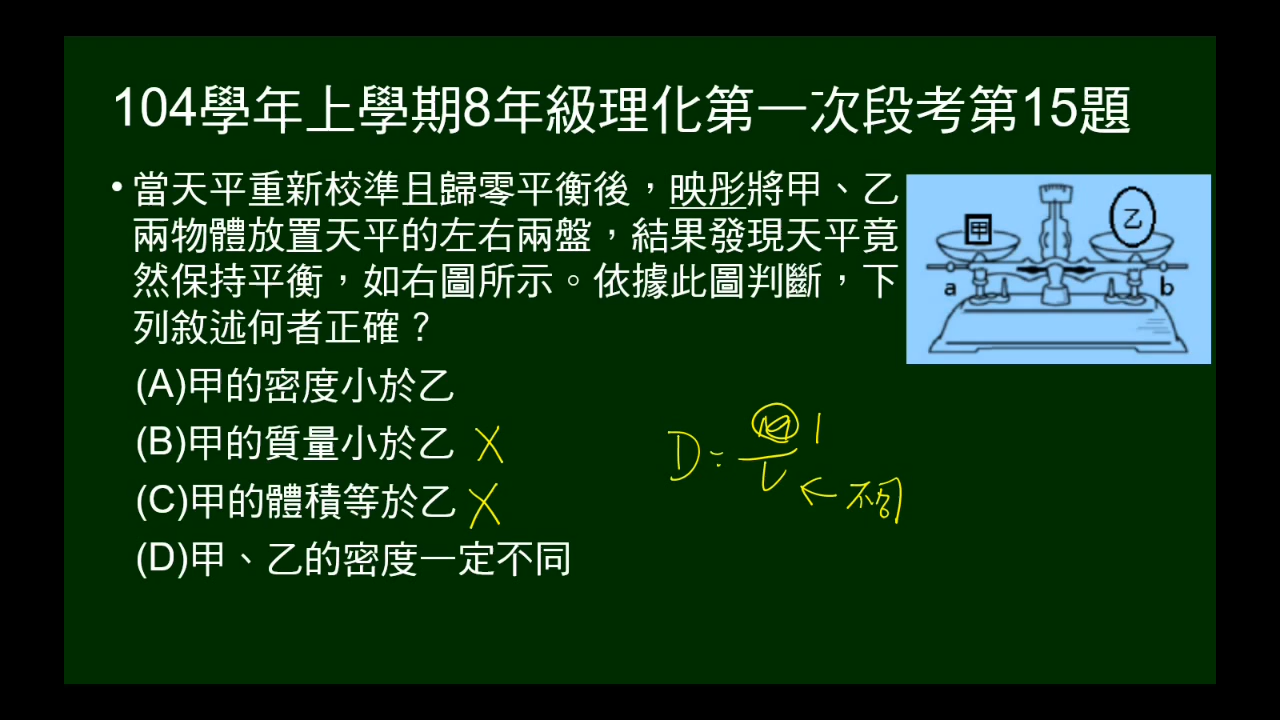 104學年上學期8年級理化第一次段考第15題
•當天平重新校準且歸零平衡後，映彤將甲、乙
兩物體放置天平的左右兩盤，結果發現天平竟
然保持平衡，如右圖所示。依據此圖判斷，下
列敘述何者正確？
(A)甲的密度小於乙
(B)甲的質量小於乙 X
(C)甲的體積等於乙 X
(D)甲、乙的密度一定不同
甲
乙
a
b
D=
V ← 不同